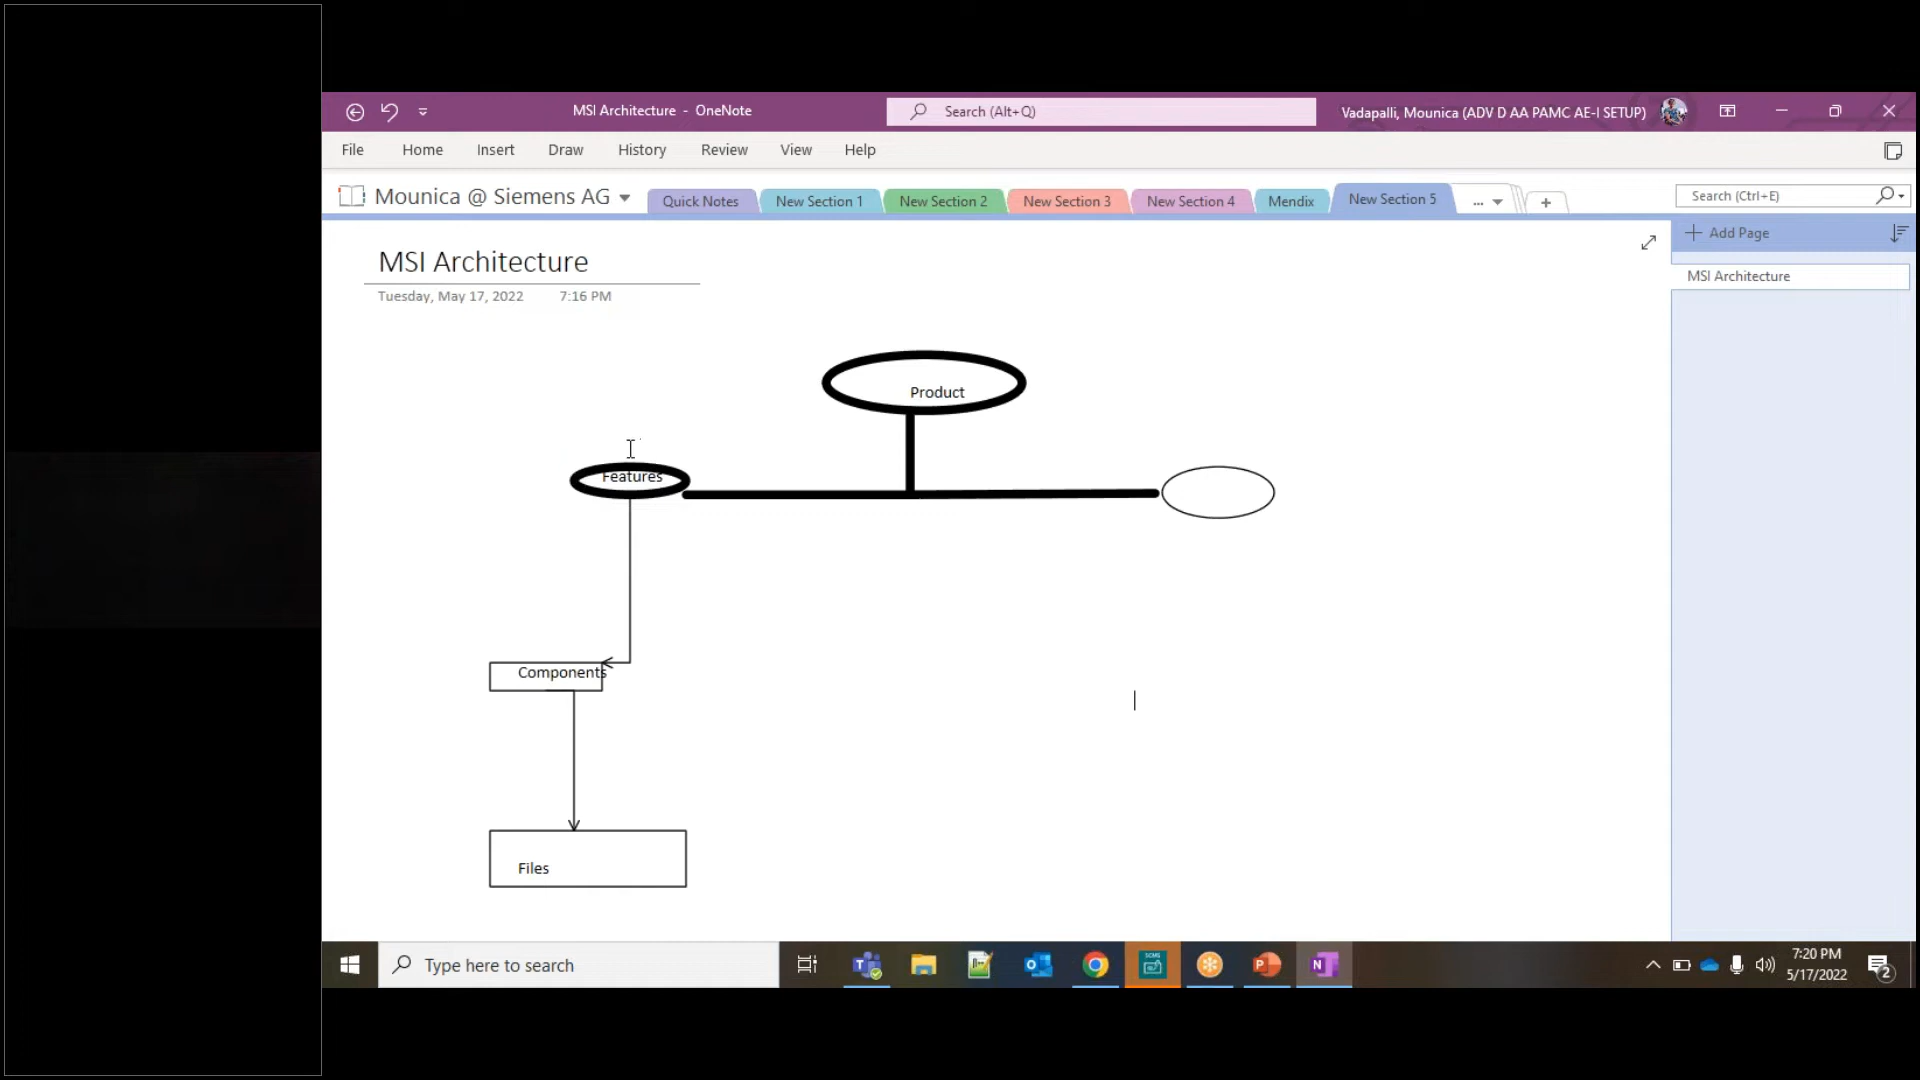 MSI Architecture - OneNote
Search (Alt+Q)
Vadapalli, Mounica (ADV D AA PAMC AE-I SETUP)
File Home Insert Draw History Review View Help
Mounica @ Siemens AG
Quick Notes New Section 1 New Section 2 New Section 3 New Section 4 Mendix New Section 5 ...
Search (Ctrl+E)
Add Page
MSI Architecture
MSI Architecture
Tuesday, May 17, 2022 7:16 PM
Product
Features
Components
Files
Type here to search
7:20 PM
5/17/2022
2